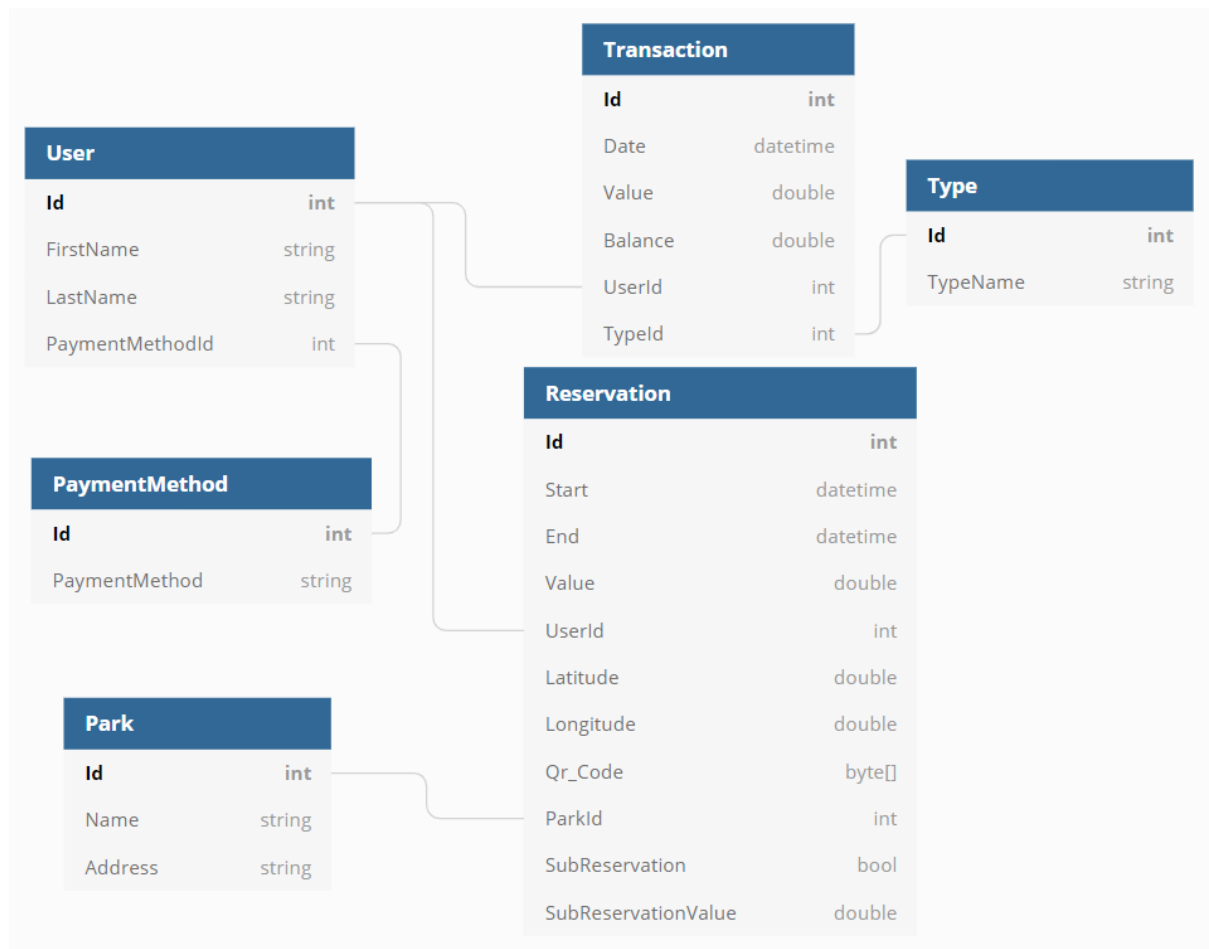 User
Id int
FirstName string
LastName string
PaymentMethodId int
PaymentMethod
Id int
PaymentMethod string
Park
Id int
Name string
Address string
Transaction
Id int
Date datetime
Value double
Balance double
UserId int
TypeId int
Type
Id int
TypeName string
Reservation
Id int
Start datetime
End datetime
Value double
UserId int
Latitude double
Longitude double
Qr_Code byte[]
ParkId int
SubReservation bool
SubReservationValue double